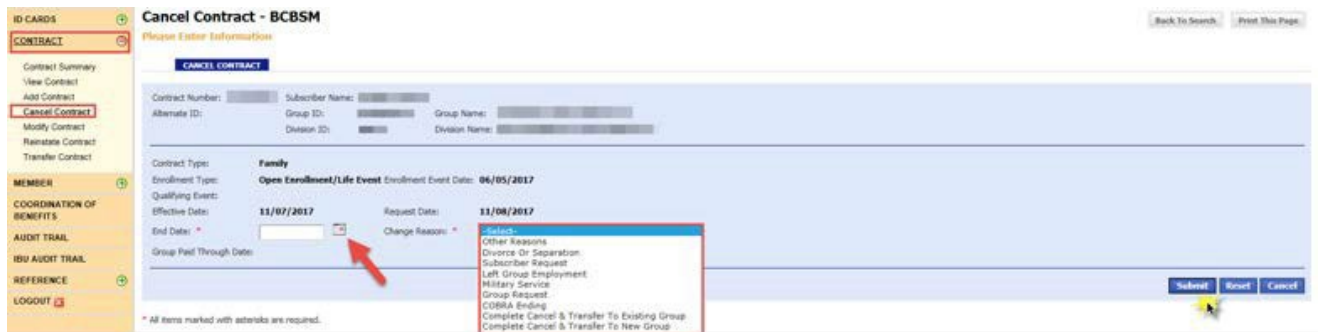 ID CARDS
CONTRACT
Contract Summary
View Contract
Add Contract
Cancel Contract
Modify Contract
Reinstate Contract
Transfer Contract
MEMBER
COORDINATION OF
BENEFITS
AUDIT TRAIL
IBU AUDIT TRAIL
REFERENCE
LOGOUT
Cancel Contract - BCBSM
Back To Search Print This Page
Please Enter Information
CANCEL CONTRACT
Contract Number: Subscriber Name:
Alternate ID: Group ID: Group Name:
Division ID: Division Name:
Contract Type: Family
Enrollment Type: Open Enrollment/Life Event Enrollment Event Date: 06/05/2017
Qualifying Event:
Effective Date: 11/07/2017 Request Date: 11/08/2017
End Date: * Change Reason: * -Select-
Other Reasons
Divorce Or Separation
Group Paid Through Date:
Subscriber Request
Left Group Employment
Military Service
Group Request
COBRA Ending
Complete Cancel & Transfer To Existing Group
Complete Cancel & Transfer To New Group
Submit Reset Cancel
* All items marked with asterisks are required.